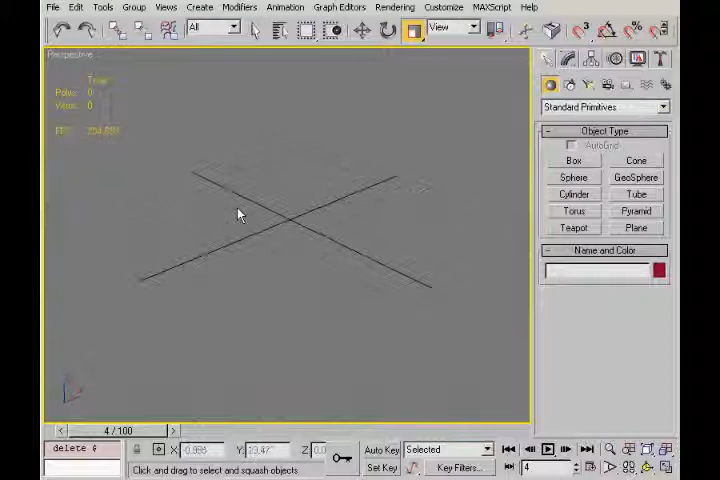 File Edit Tools Group Views Create Modifiers Animation Graph Editors Rendering Customize MAXScript Help
All
View
3
Perspective
Total
Polys: 0
Verts: 0
FPS:
Standard Primitives
- Object Type
AutoGrid
Box Cone
Sphere GeoSphere
Cylinder Tube
Torus Pyramid
Teapot Plane
- Name and Color
< 4 / 100 >
delete $
X: Y: Z:
Auto Key Selected
Click and drag to select and squash objects
Set Key Key Filters...
4